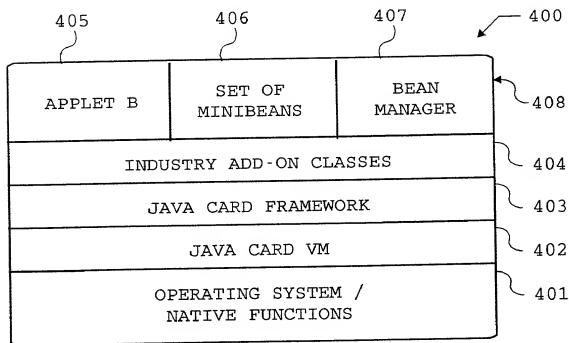 405
406
407
400
APPLET B
SET OF
MINIBEANS
BEAN
MANAGER
408
INDUSTRY ADD-ON CLASSES
404
JAVA CARD FRAMEWORK
403
JAVA CARD VM
402
OPERATING SYSTEM /
NATIVE FUNCTIONS
401